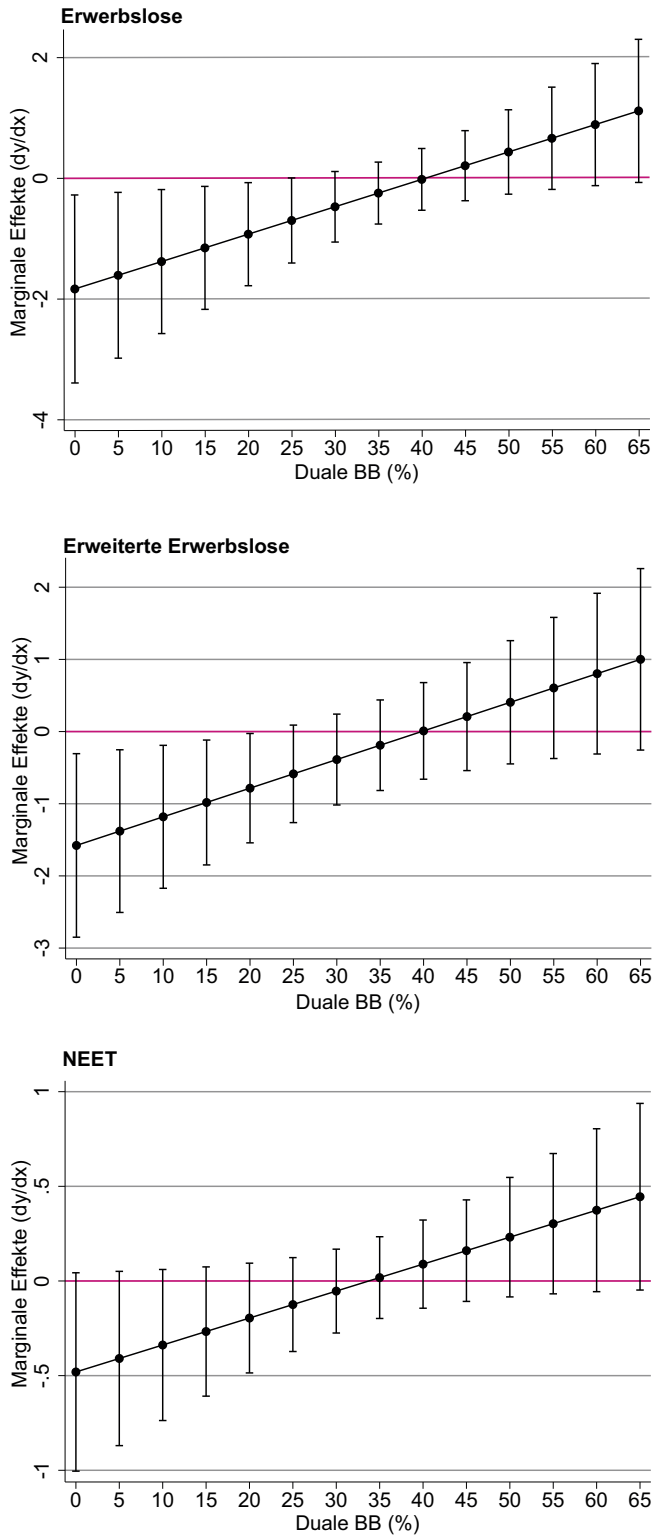 Erwerbslose
Marginale Effekte (dy/dx)
2
0
-2
-4
0 5 10 15 20 25 30 35 40 45 50 55 60 65
Duale BB (%)
Erweiterte Erwerbslose
Marginale Effekte (dy/dx)
2
1
0
-1
-2
-3
0 5 10 15 20 25 30 35 40 45 50 55 60 65
Duale BB (%)
NEET
Marginale Effekte (dy/dx)
1
.5
0
-.5
-1
0 5 10 15 20 25 30 35 40 45 50 55 60 65
Duale BB (%)